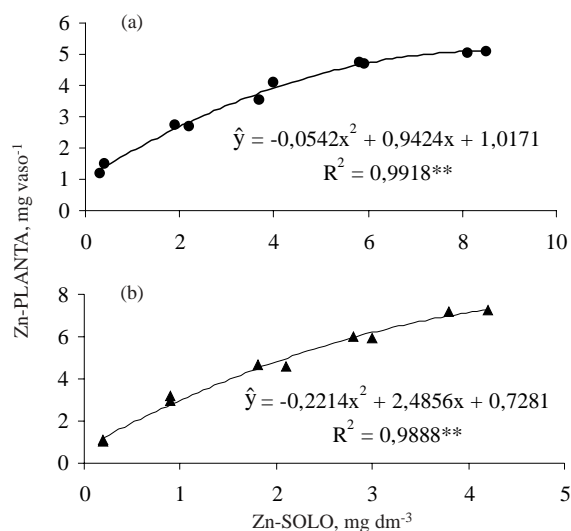 Zn-PLANTA, mg vaso⁻¹
(a)
6
5
4
3
2
1
0
ŷ = -0,0542x² + 0,9424x + 1,0171
R² = 0,9918**
0 2 4 6 8 10
(b)
8
6
4
2
0
ŷ = -0,2214x² + 2,4856x + 0,7281
R² = 0,9888**
0 1 2 3 4 5
Zn-SOLO, mg dm⁻³